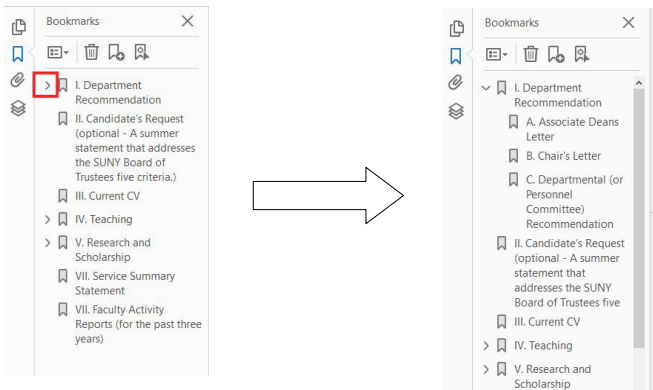 Bookmarks
I. Department
Recommendation
II. Candidate's Request
(optional - A summer
statement that addresses
the SUNY Board of
Trustees five criteria.)
III. Current CV
IV. Teaching
V. Research and
Scholarship
VII. Service Summary
Statement
VII. Faculty Activity
Reports (for the past three
years)
Bookmarks
I. Department
Recommendation
A. Associate Deans
Letter
B. Chair's Letter
C. Departmental (or
Personnel
Committee)
Recommendation
II. Candidate's Request
(optional - A summer
statement that
addresses the SUNY
Board of Trustees five
III. Current CV
IV. Teaching
V. Research and
Scholarship